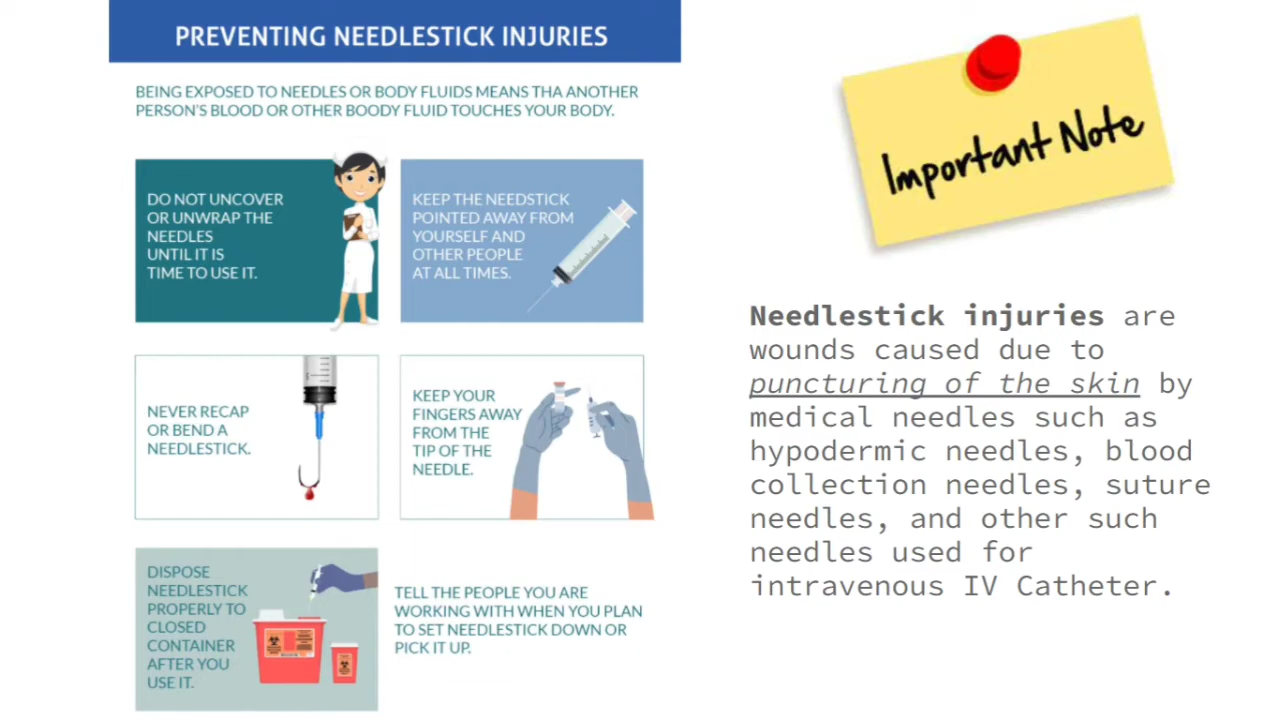 PREVENTING NEEDLESTICK INJURIES
BEING EXPOSED TO NEEDLES OR BODY FLUIDS MEANS THA ANOTHER
PERSON'S BLOOD OR OTHER BOODY FLUID TOUCHES YOUR BODY.
DO NOT UNCOVER
OR UNWRAP THE
NEEDLES
UNTIL IT IS
TIME TO USE IT.
KEEP THE NEEDSTICK
POINTED AWAY FROM
YOURSELF AND
OTHER PEOPLE
AT ALL TIMES.
NEVER RECAP
OR BEND A
NEEDLESTICK.
KEEP YOUR
FINGERS AWAY
FROM THE
TIP OF THE
NEEDLE.
DISPOSE
NEEDLESTICK
PROPERLY TO
CLOSED
CONTAINER
AFTER YOU
USE IT.
TELL THE PEOPLE YOU ARE
WORKING WITH WHEN YOU PLAN
TO SET NEEDLESTICK DOWN OR
PICK IT UP.
Important Note
Needlestick injuries are
wounds caused due to
puncturing of the skin by
medical needles such as
hypodermic needles, blood
collection needles, suture
needles, and other such
needles used for
intravenous IV Catheter.